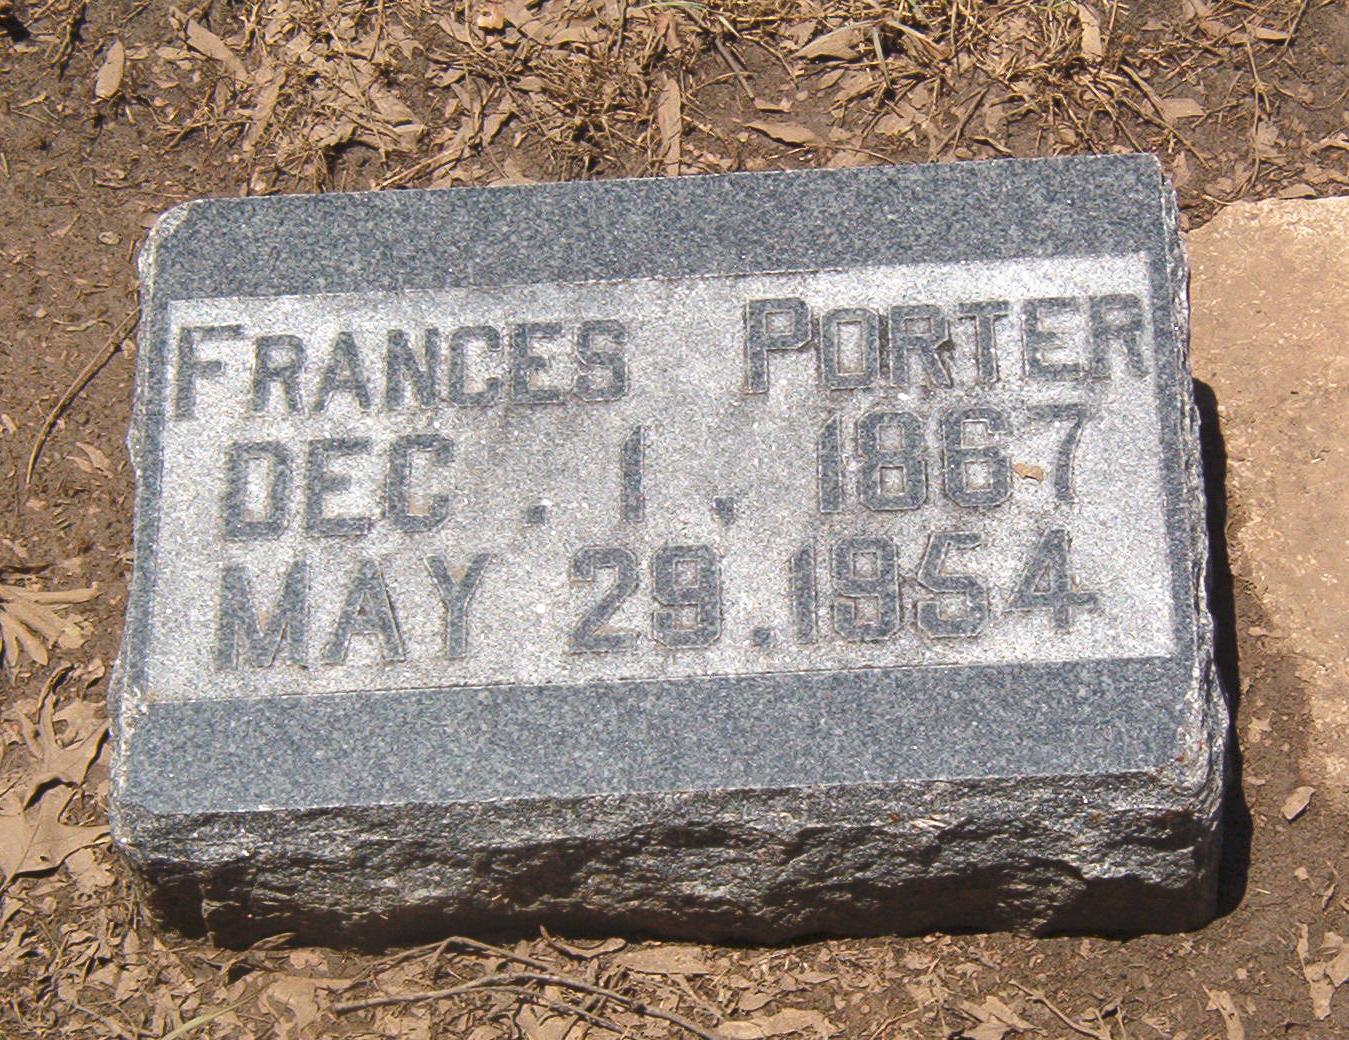 FRANCES PORTER
DEC. 1. 1867
MAY 29. 1954